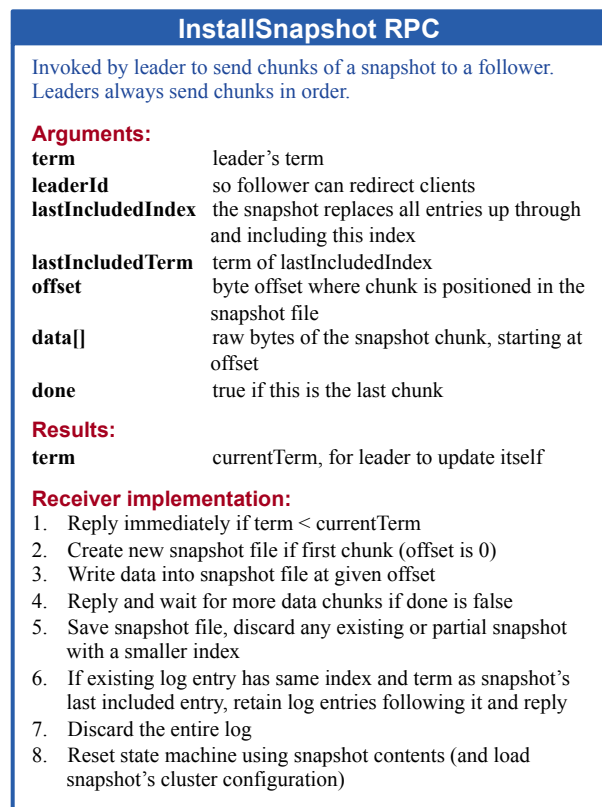 InstallSnapshot RPC
Invoked by leader to send chunks of a snapshot to a follower.
Leaders always send chunks in order.
Arguments:
term leader’s term
leaderId so follower can redirect clients
lastIncludedIndex the snapshot replaces all entries up through
and including this index
lastIncludedTerm term of lastIncludedIndex
offset byte offset where chunk is positioned in the
snapshot file
data[] raw bytes of the snapshot chunk, starting at
offset
done true if this is the last chunk
Results:
term currentTerm, for leader to update itself
Receiver implementation:
1. Reply immediately if term < currentTerm
2. Create new snapshot file if first chunk (offset is 0)
3. Write data into snapshot file at given offset
4. Reply and wait for more data chunks if done is false
5. Save snapshot file, discard any existing or partial snapshot
with a smaller index
6. If existing log entry has same index and term as snapshot’s
last included entry, retain log entries following it and reply
7. Discard the entire log
8. Reset state machine using snapshot contents (and load
snapshot’s cluster configuration)